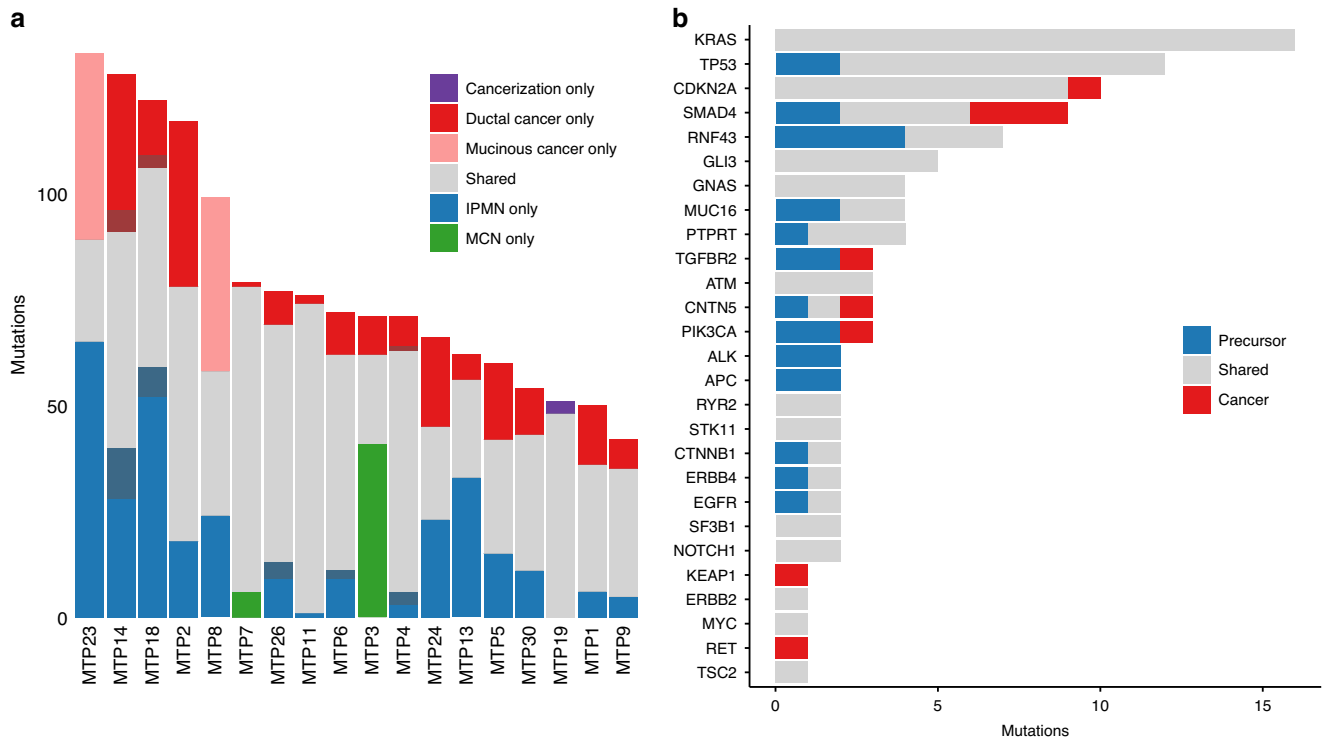 a
Mutations
100
50
0
Cancerization only
Ductal cancer only
Mucinous cancer only
Shared
IPMN only
MCN only
MTP23
MTP14
MTP18
MTP2
MTP8
MTP7
MTP26
MTP11
MTP6
MTP3
MTP4
MTP24
MTP13
MTP5
MTP30
MTP19
MTP1
MTP9
b
KRAS
TP53
CDKN2A
SMAD4
RNF43
GLI3
GNAS
MUC16
PTPRT
TGFBR2
ATM
CNTN5
PIK3CA
ALK
APC
RYR2
STK11
CTNNB1
ERBB4
EGFR
SF3B1
NOTCH1
KEAP1
ERBB2
MYC
RET
TSC2
Precursor
Shared
Cancer
0 5 10 15
Mutations